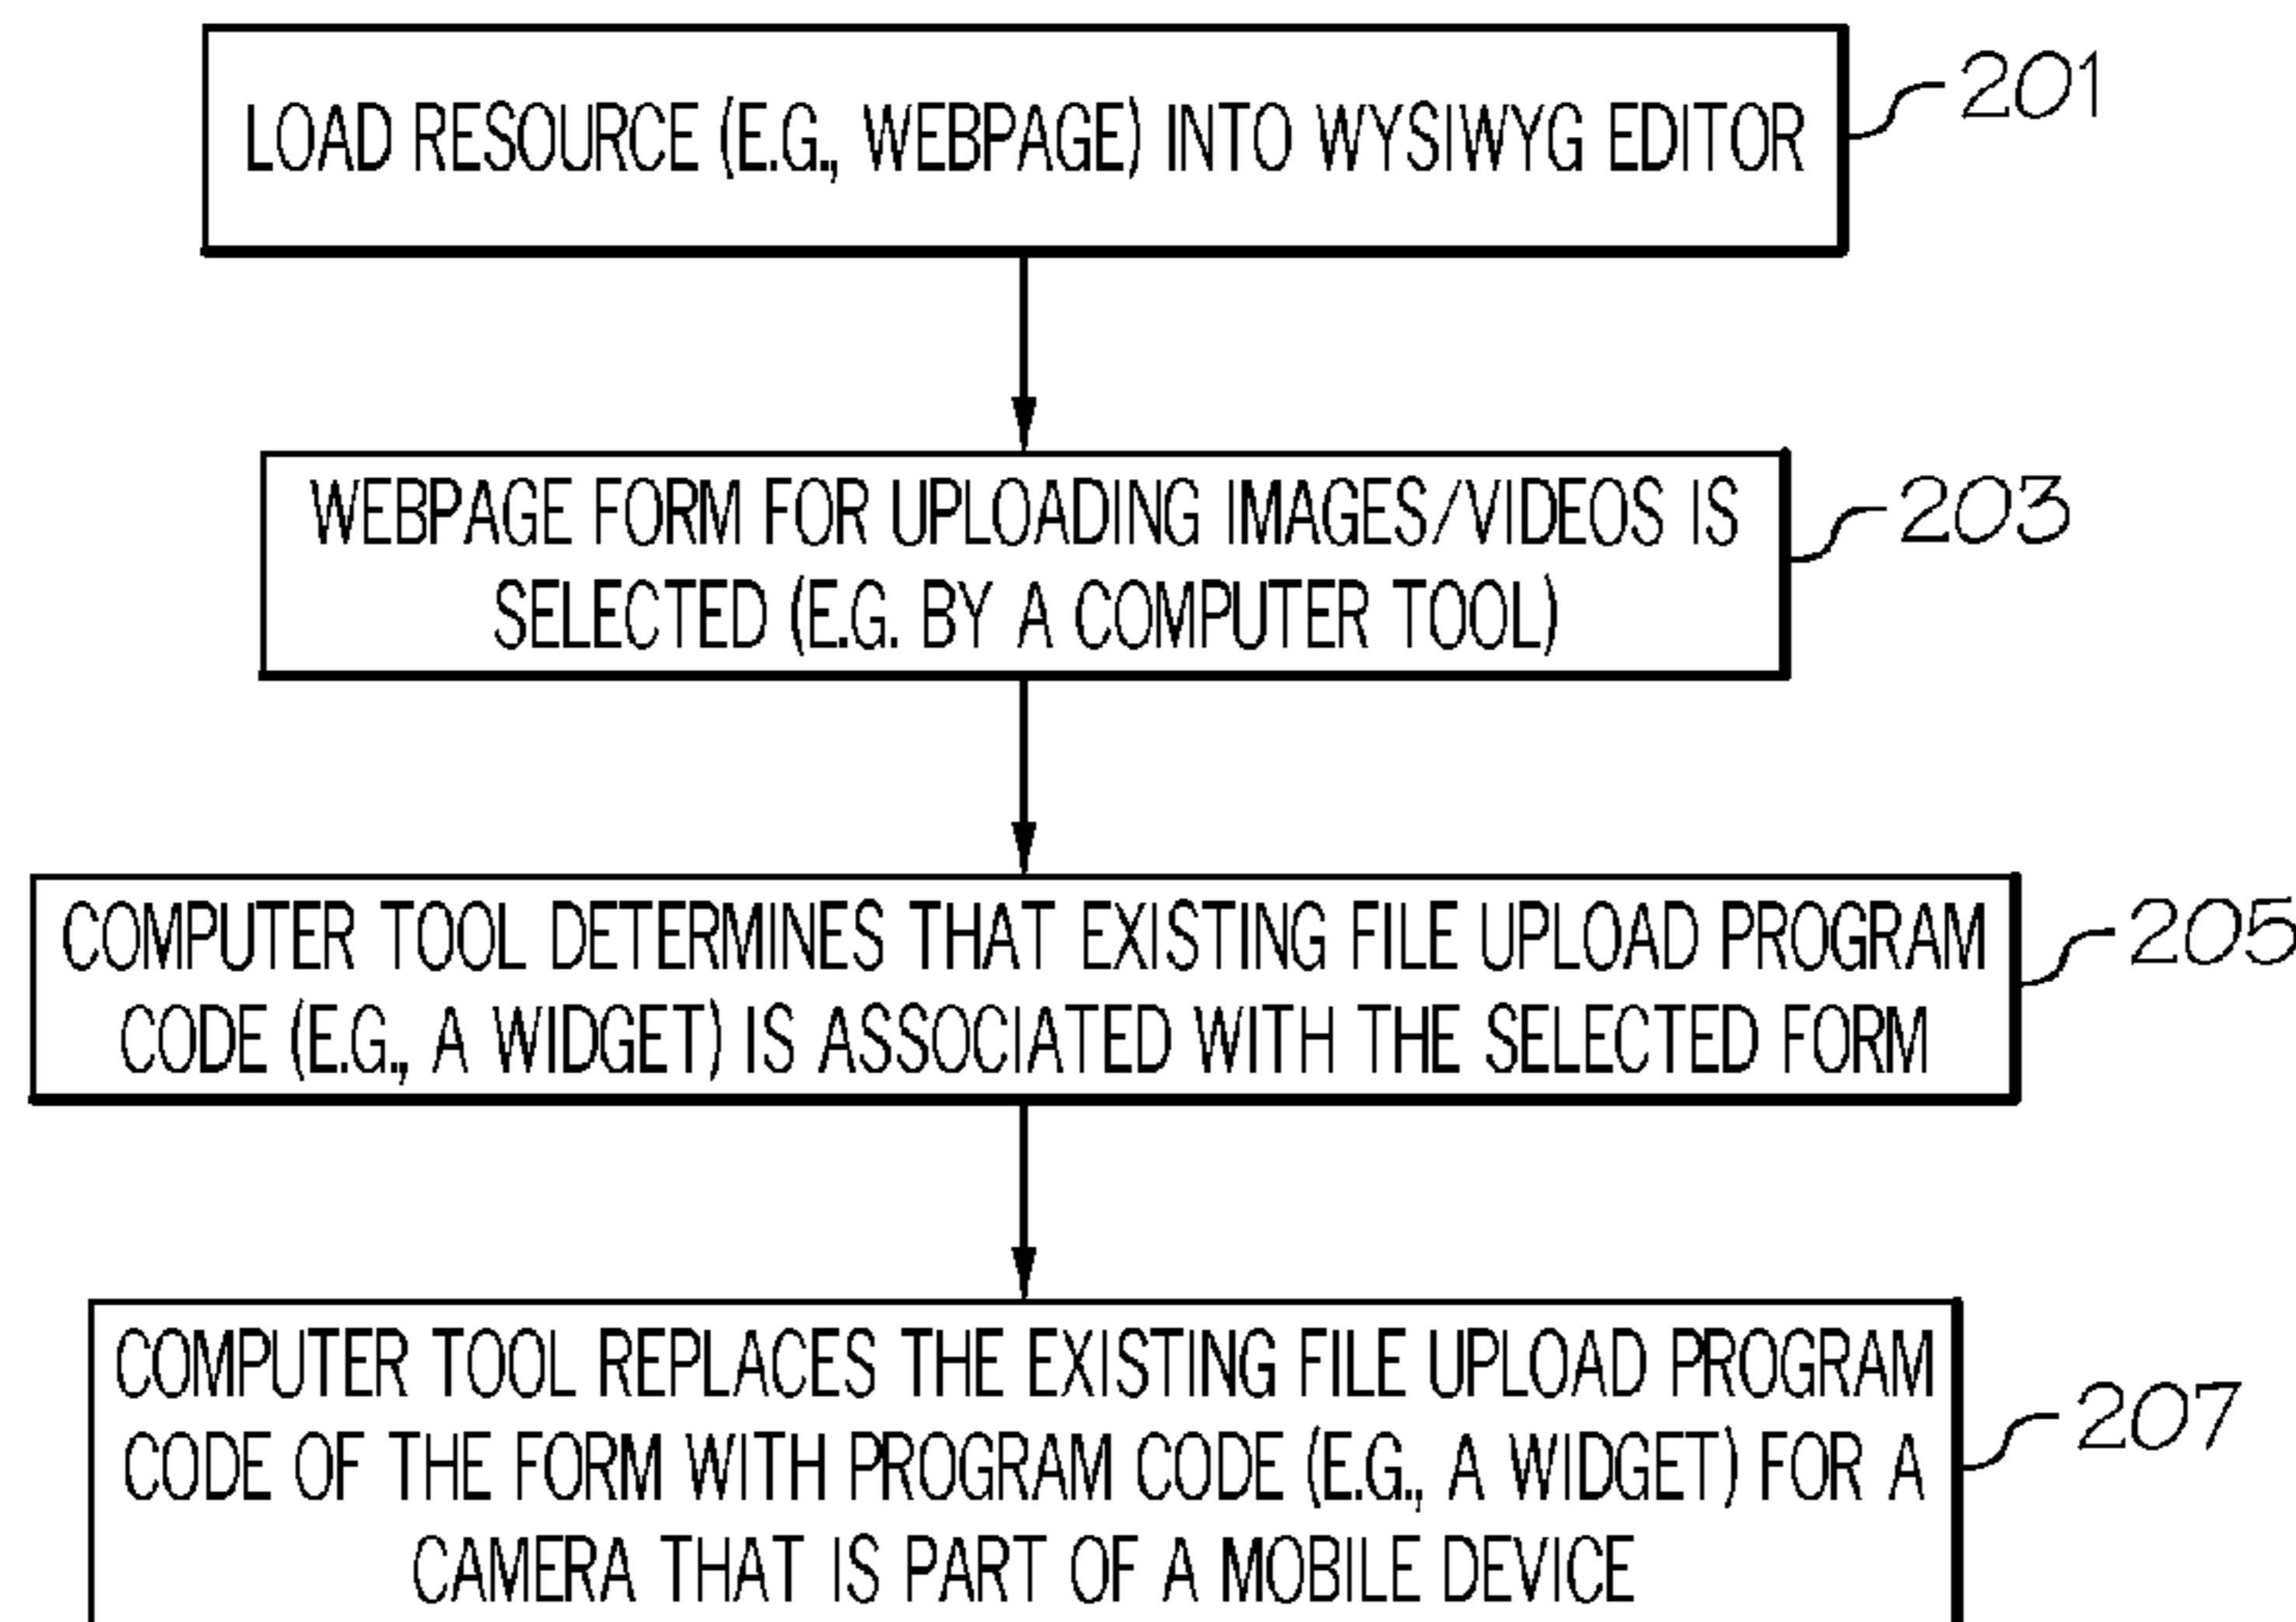 LOAD RESOURCE (E.G., WEBPAGE) INTO WYSIWYG EDITOR
201
WEBPAGE FORM FOR UPLOADING IMAGES/VIDEOS IS
SELECTED (E.G. BY A COMPUTER TOOL)
203
COMPUTER TOOL DETERMINES THAT EXISTING FILE UPLOAD PROGRAM
CODE (E.G., A WIDGET) IS ASSOCIATED WITH THE SELECTED FORM
205
COMPUTER TOOL REPLACES THE EXISTING FILE UPLOAD PROGRAM
CODE OF THE FORM WITH PROGRAM CODE (E.G., A WIDGET) FOR A
CAMERA THAT IS PART OF A MOBILE DEVICE
207